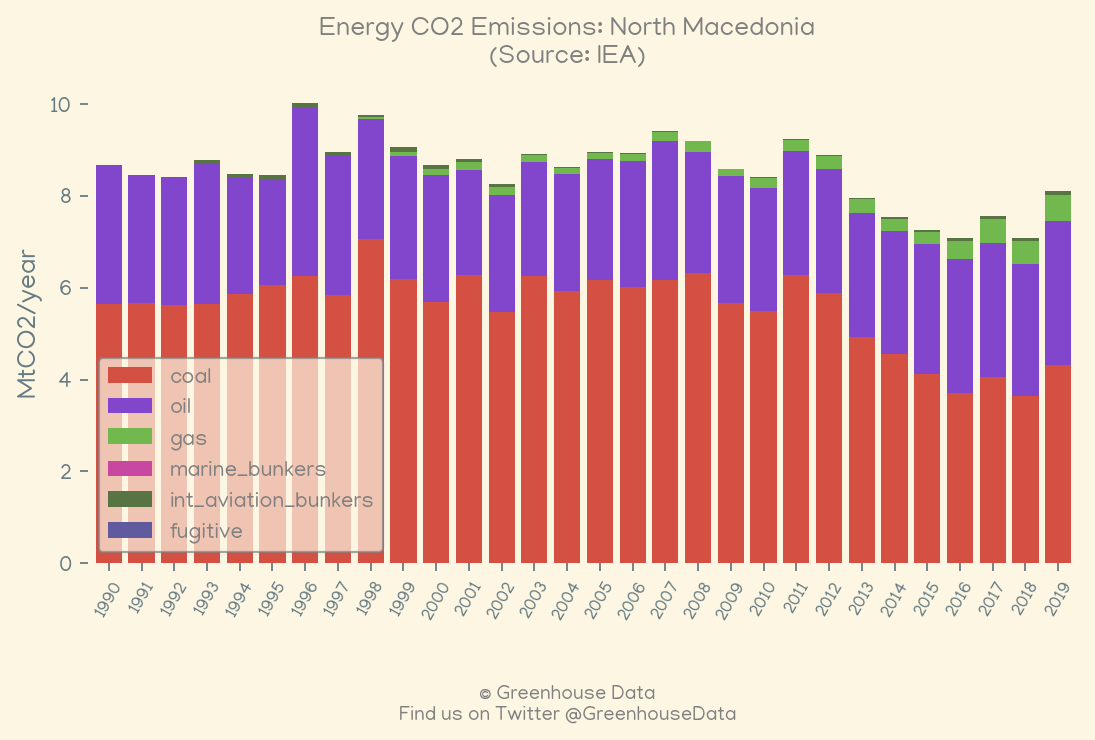 Energy CO2 Emissions: North Macedonia
(Source: IEA)
MtCO2/year
10
8
6
4
2
0
coal
oil
gas
marine_bunkers
int_aviation_bunkers
fugitive
1990 1991 1992 1993 1994 1995 1996 1997 1998 1999 2000 2001 2002 2003 2004 2005 2006 2007 2008 2009 2010 2011 2012 2013 2014 2015 2016 2017 2018 2019
© Greenhouse Data
Find us on Twitter @GreenhouseData